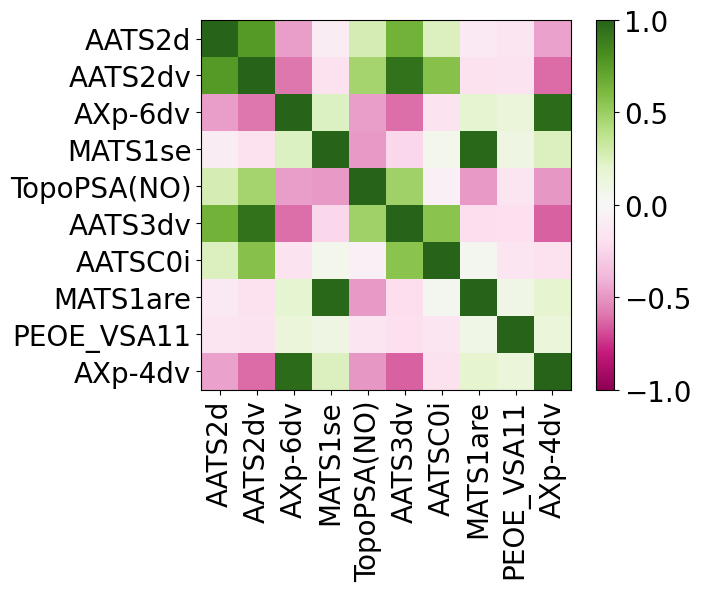 AATS2d
AATS2dv
AXp-6dv
MATS1se
TopoPSA(NO)
AATS3dv
AATSC0i
MATS1are
PEOE_VSA11
AXp-4dv
AATS2d
AATS2dv
AXp-6dv
MATS1se
TopoPSA(NO)
AATS3dv
AATSC0i
MATS1are
PEOE_VSA11
AXp-4dv
1.0
0.5
0.0
−0.5
−1.0